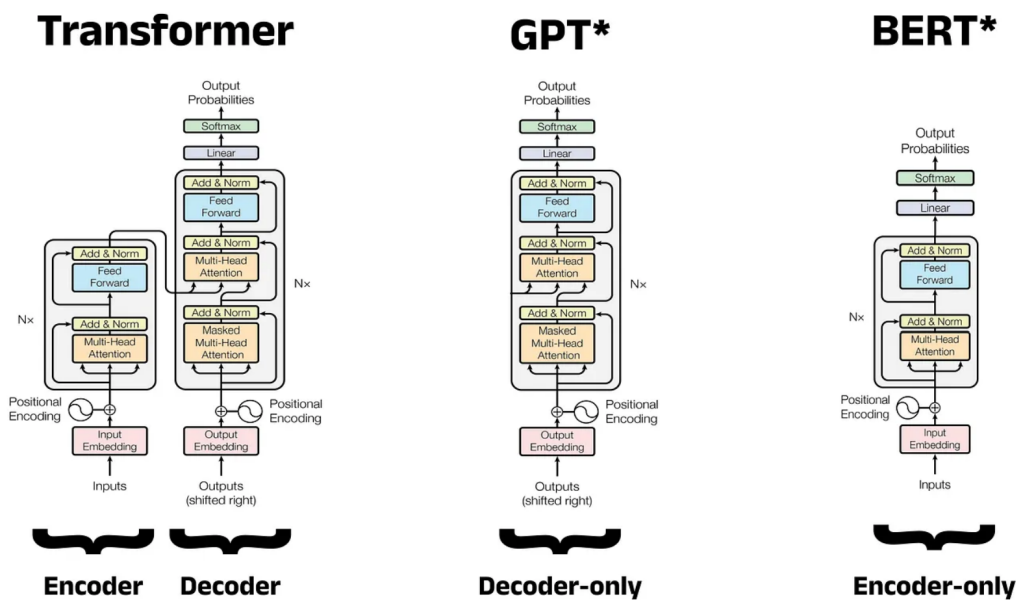 Transformer
Output
Probabilities
Softmax
Linear
Add & Norm
Feed
Forward
Add & Norm
Multi-Head
Attention
Add & Norm
Masked
Multi-Head
Attention
Nx
Add & Norm
Feed
Forward
Add & Norm
Multi-Head
Attention
Nx
Positional
Encoding
Input
Embedding
Inputs
Positional
Encoding
Output
Embedding
Outputs
(shifted right)
Encoder
Decoder
GPT*
Output
Probabilities
Softmax
Linear
Add & Norm
Feed
Forward
Add & Norm
Multi-Head
Attention
Nx
Add & Norm
Masked
Multi-Head
Attention
Positional
Encoding
Output
Embedding
Outputs
(shifted right)
Decoder-only
BERT*
Output
Probabilities
Softmax
Linear
Add & Norm
Feed
Forward
Nx
Add & Norm
Multi-Head
Attention
Positional
Encoding
Input
Embedding
Inputs
Encoder-only